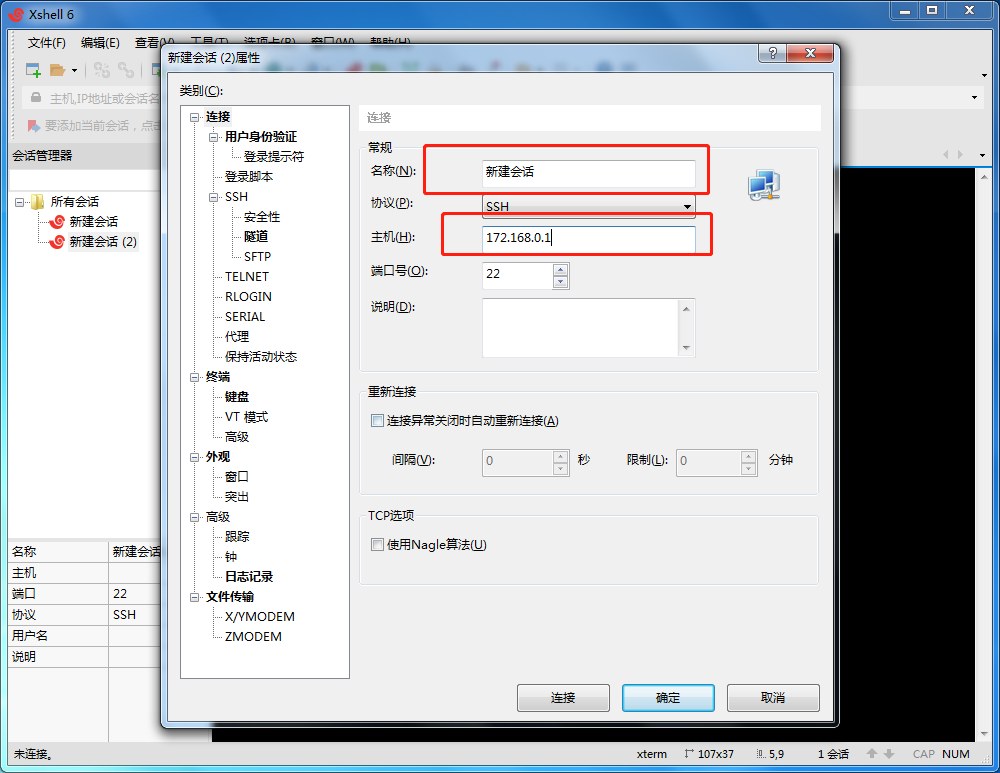 Xshell 6
文件(F) 编辑(E) 查看(V) 工具(T) 选项卡(B) 窗口(W) 帮助(H)
主机,IP地址或会话名
要添加当前会话，点击
会话管理器
所有会话
新建会话
新建会话 (2)
名称 新建会话
主机
端口 22
协议 SSH
用户名
说明
新建会话 (2)属性
类别(C):
连接
用户身份验证
登录提示符
登录脚本
SSH
安全性
隧道
SFTP
TELNET
RLOGIN
SERIAL
代理
保持活动状态
终端
键盘
VT 模式
高级
外观
窗口
突出
高级
跟踪
钟
日志记录
文件传输
X/YMODEM
ZMODEM
连接
常规
名称(N): 新建会话
协议(P): SSH
主机(H): 172.168.0.1
端口号(O): 22
说明(D):
重新连接
连接异常关闭时自动重新连接(A)
间隔(V): 0 秒 限制(L): 0 分钟
TCP选项
使用Nagle算法(U)
连接 确定 取消
未连接。 xterm 107x37 5,9 1 会话 CAP NUM